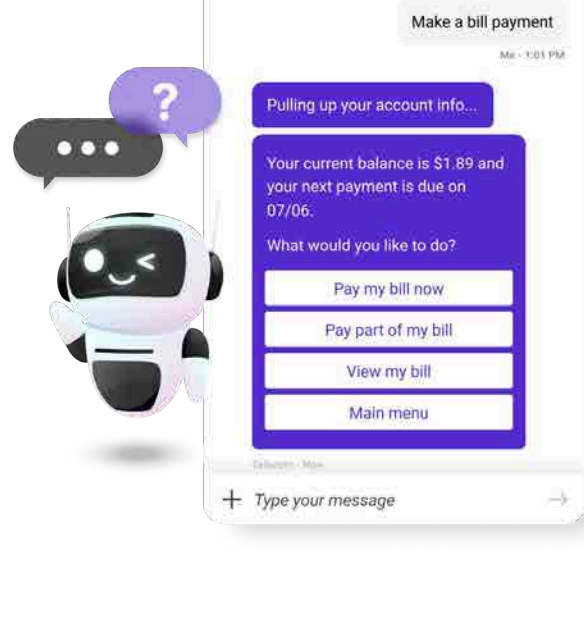 Make a bill payment
Me - 1:01 PM
?
Pulling up your account info...
Your current balance is $1.89 and
your next payment is due on
07/06.
What would you like to do?
Pay my bill now
Pay part of my bill
View my bill
Main menu
Type your message